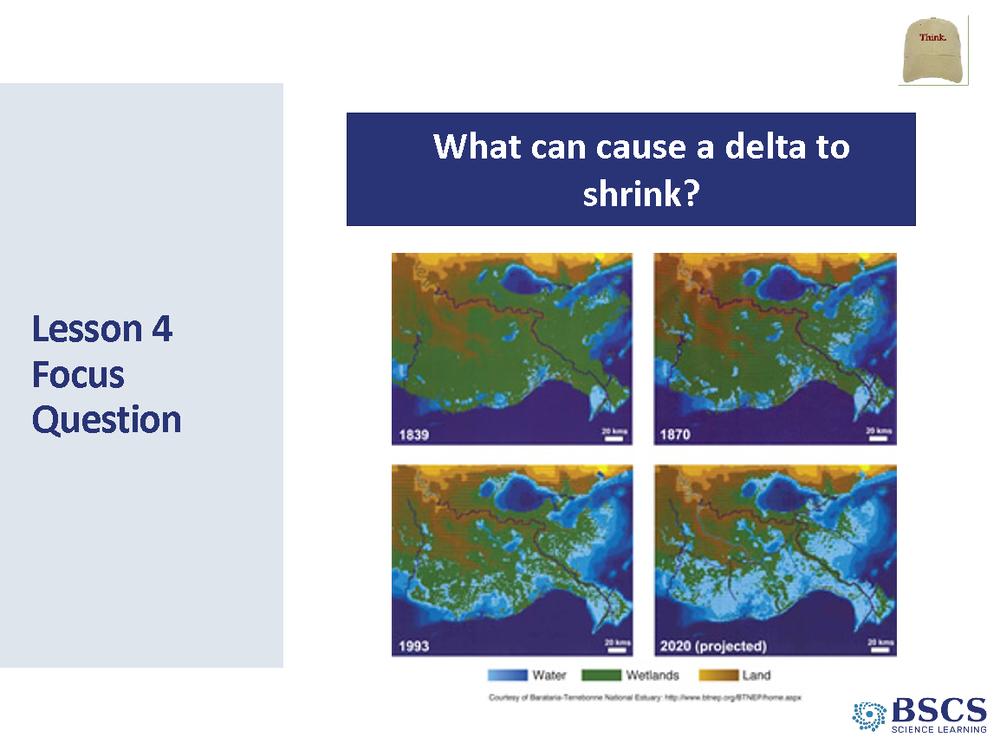 Think.
What can cause a delta to
shrink?
Lesson 4
Focus
Question
1839
20 kms
1870
20 kms
1993
20 kms
2020 (projected)
20 kms
Water
Wetlands
Land
Courtesy of Barataria-Terrebonne National Estuary: http://www.btnep.org/BTNEP/home.aspx
BSCS
SCIENCE LEARNING